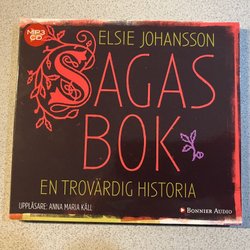 MP3
CD
ELSIE JOHANSSON
SAGAS
BOK
EN TROVÄRDIG HISTORIA
UPPLÄSARE: ANNA MARIA KÄLL
BONNIER AUDIO